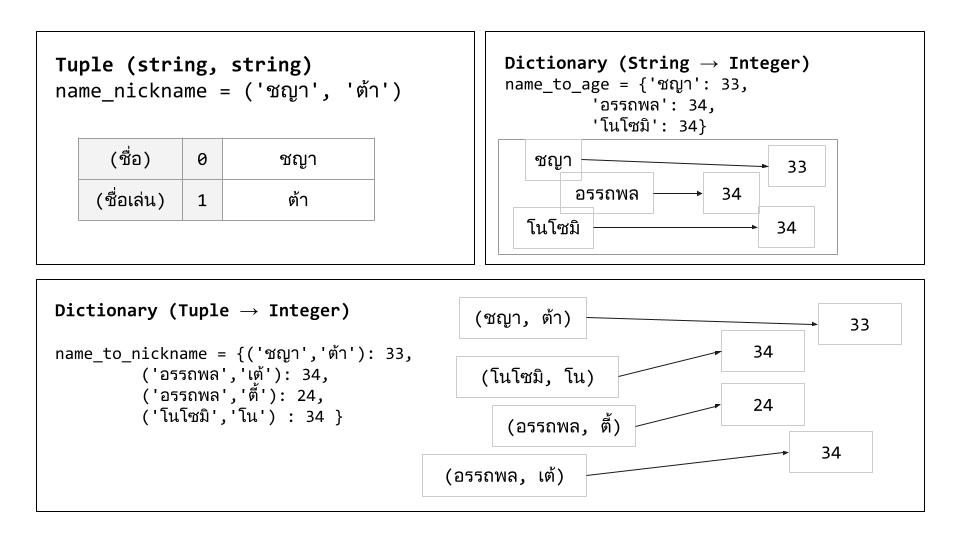 Tuple (string, string)
name_nickname = ('ชญา', 'ต้า')
(ชื่อ) 0 ชญา
(ชื่อเล่น) 1 ต้า
Dictionary (String → Integer)
name_to_age = {'ชญา': 33,
'อรรถพล': 34,
'โนโซมิ': 34}
ชญา 33
อรรถพล 34
โนโซมิ 34
Dictionary (Tuple → Integer)
name_to_nickname = {('ชญา','ต้า'): 33,
('อรรถพล','เต้'): 34,
('อรรถพล','ตี้'): 24,
('โนโซมิ','โน') : 34 }
(ชญา, ต้า) 33
(โนโซมิ, โน) 34
(อรรถพล, ตี้) 24
(อรรถพล, เต้) 34